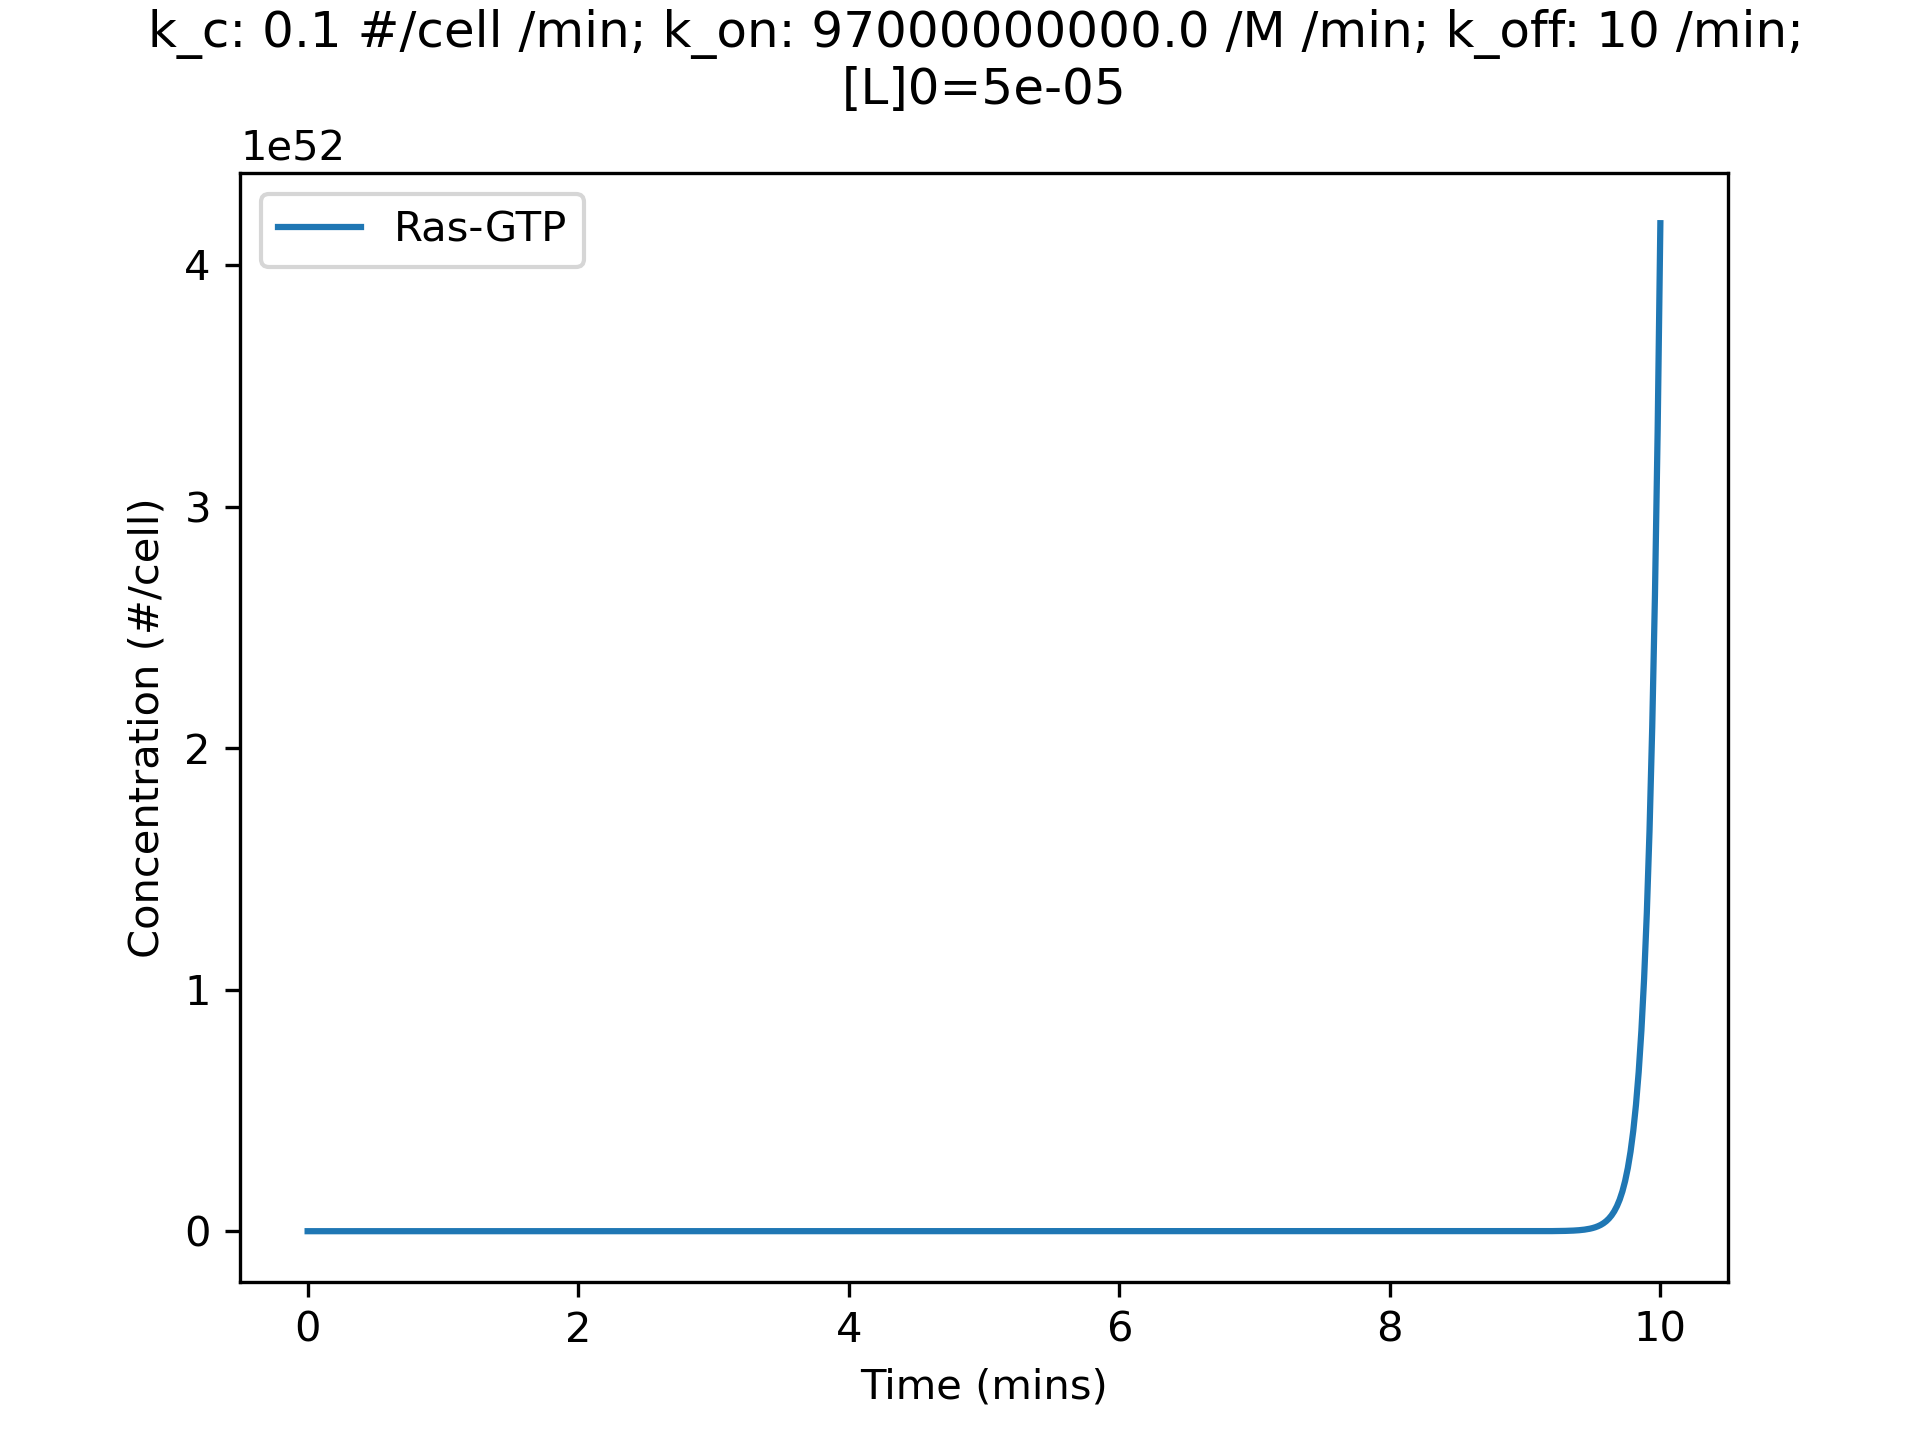 k_c: 0.1 #/cell /min; k_on: 97000000000.0 /M /min; k_off: 10 /min;
[L]0=5e-05
1e52
Ras-GTP
4
3
2
1
0
Concentration (#/cell)
0 2 4 6 8 10
Time (mins)